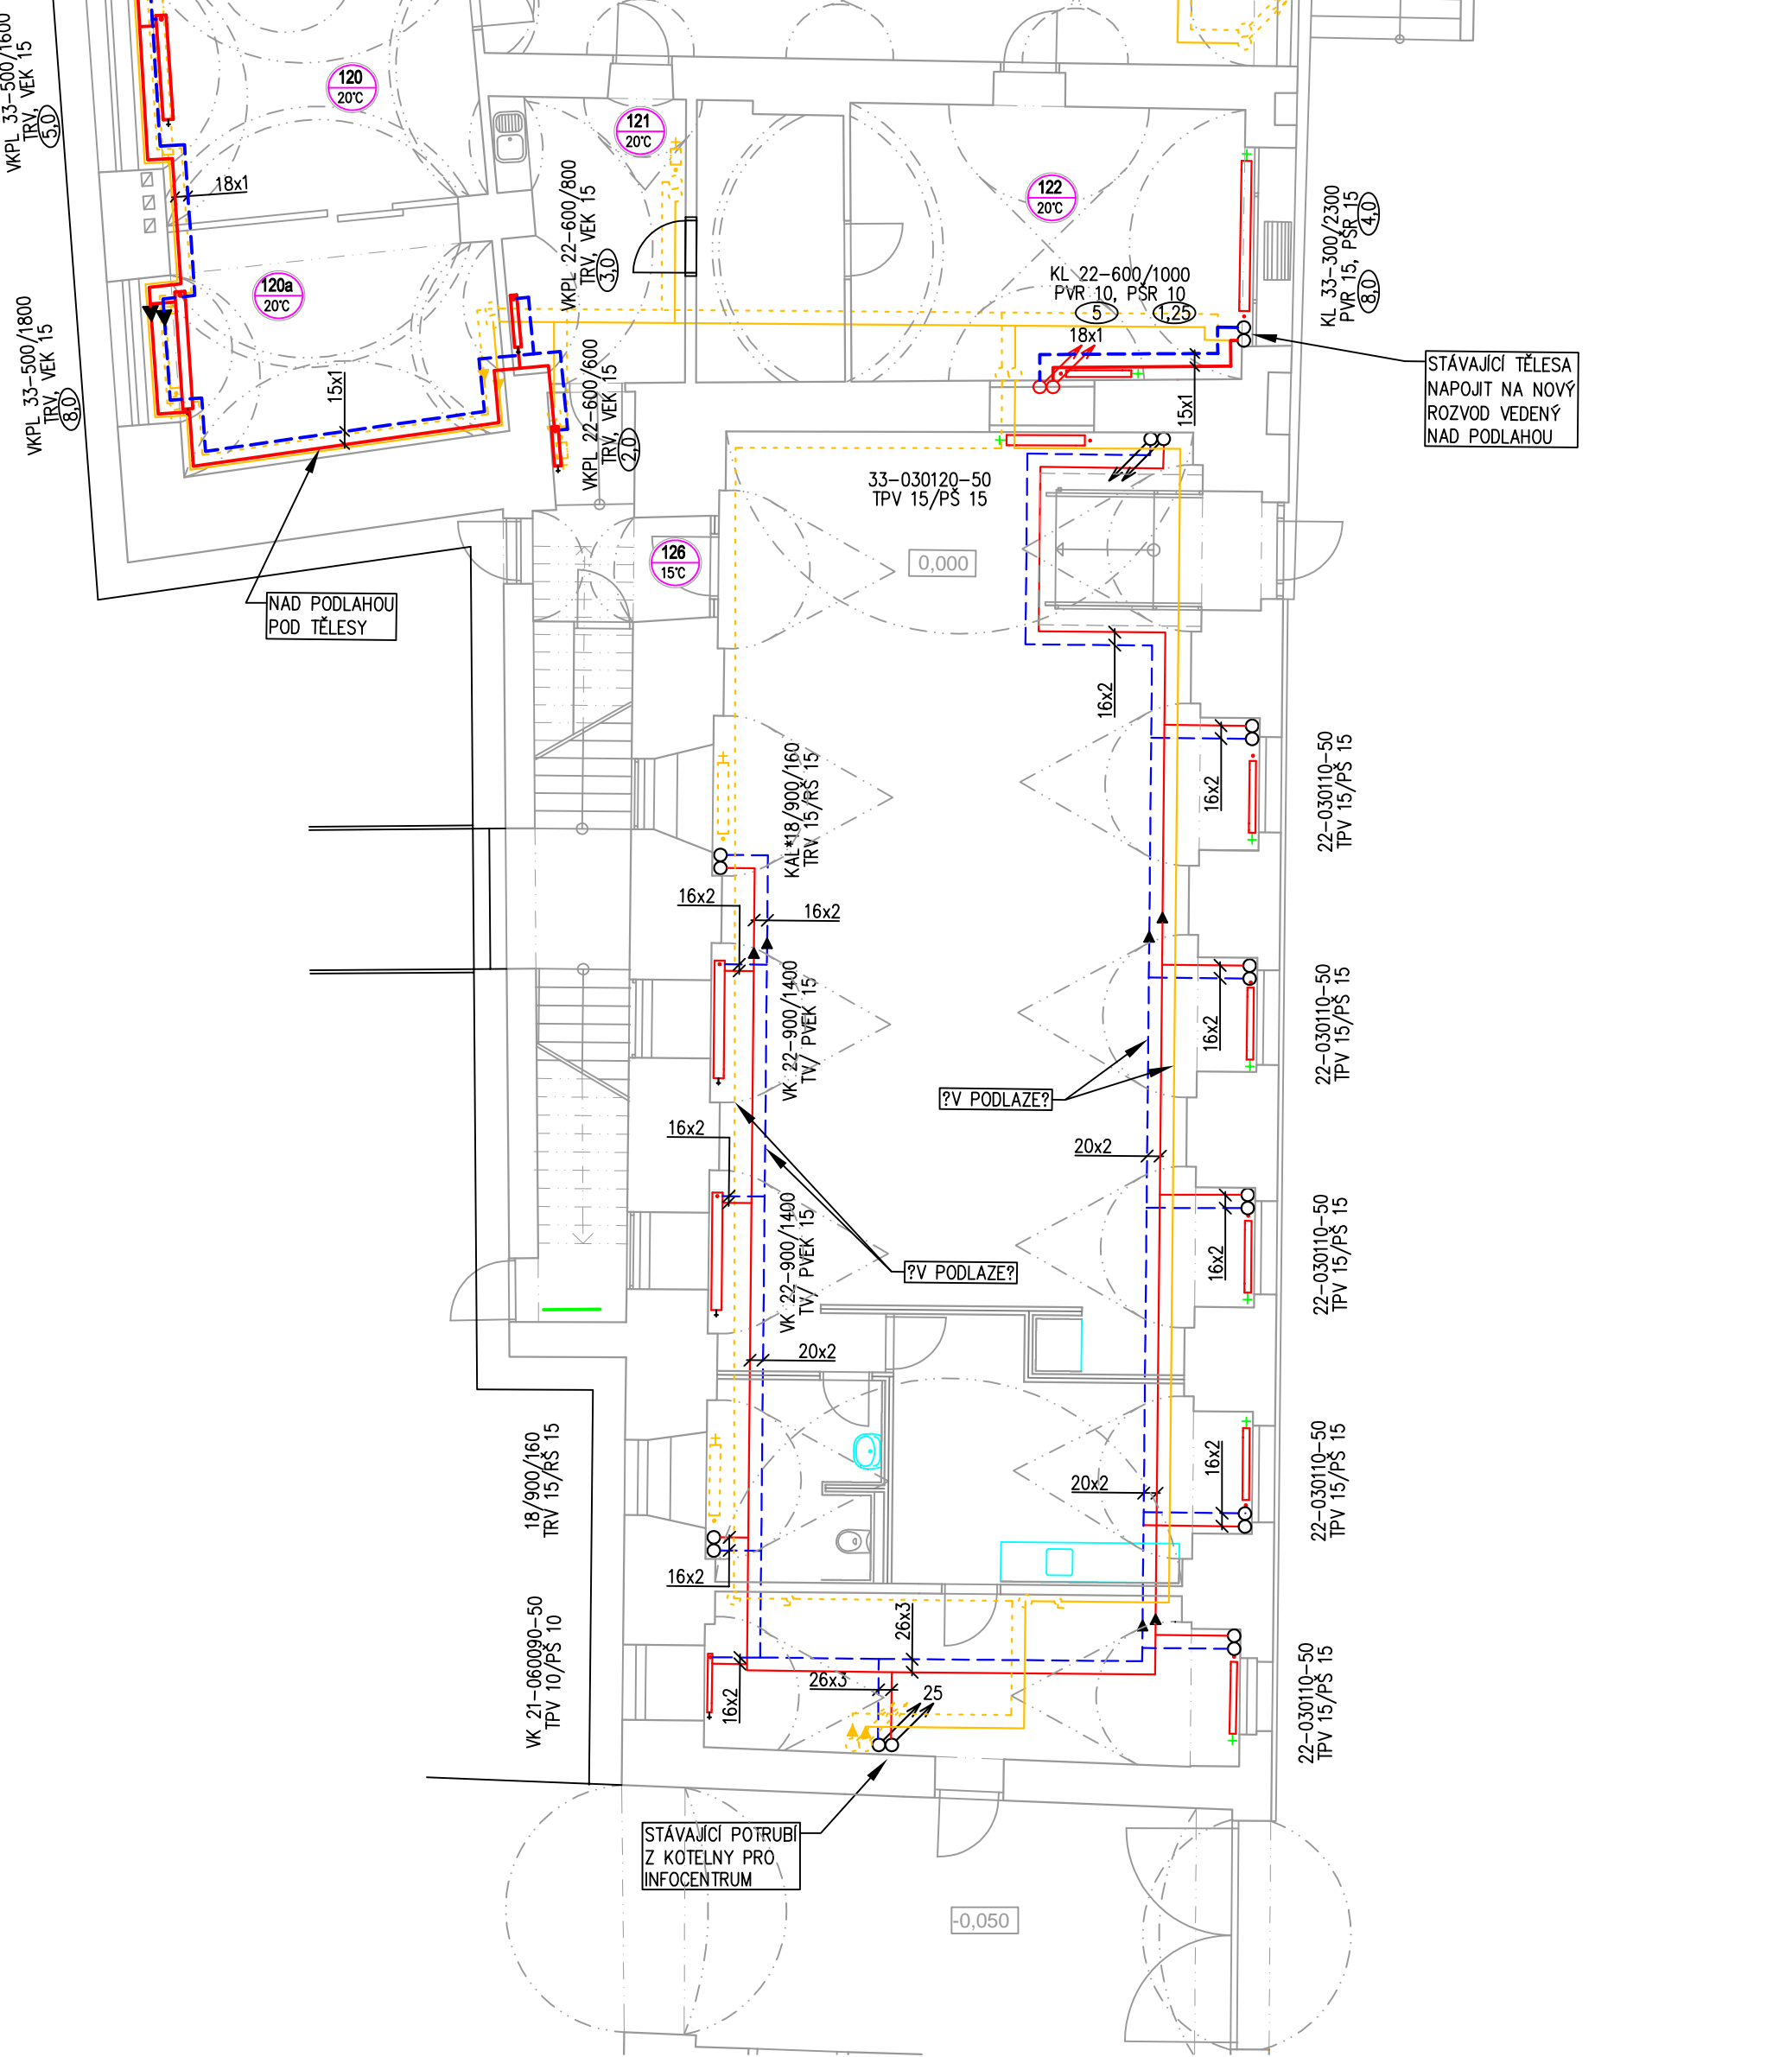 VKPL 33-500/1600
TRV, VEK 15
5,0
120
20°C
121
20°C
122
20°C
18x1
120a
20°C
VKPL 22-600/800
TRV, VEK 15
3,0
KL 22-600/1000
PVR 10, PŠR 10
5
1,25
18x1
KL 33-300/2300
PVR 15, PŠR 15
8,0
4,0
VKPL 33-500/1800
TRV, VEK 15
8,0
15x1
VKPL 22-600/600
TRV, VEK 15
2,0
15x1
STÁVAJÍCÍ TĚLESA
NAPOJIT NA NOVÝ
ROZVOD VEDENÝ
NAD PODLAHOU
33-030120-50
TPV 15/PŠ 15
126
15°C
0,000
NAD PODLAHOU
POD TĚLESY
16x2
KAL*18/900/160
TRV 15/RŠ 15
16x2
22-030110-50
TPV 15/PŠ 15
16x2
16x2
VK 22-900/1400
TV/ PVEK 15
16x2
22-030110-50
TPV 15/PŠ 15
?V PODLAZE?
16x2
20x2
VK 22-900/1400
TV/ PVEK 15
?V PODLAZE?
16x2
22-030110-50
TPV 15/PŠ 15
20x2
18/900/160
TRV 15/RŠ 15
20x2
16x2
22-030110-50
TPV 15/PŠ 15
16x2
VK 21-060090-50
TPV 10/PŠ 10
26x3
26x3
25
16x2
22-030110-50
TPV 15/PŠ 15
STÁVAJÍCÍ POTRUBÍ
Z KOTELNY PRO
INFOCENTRUM
-0,050